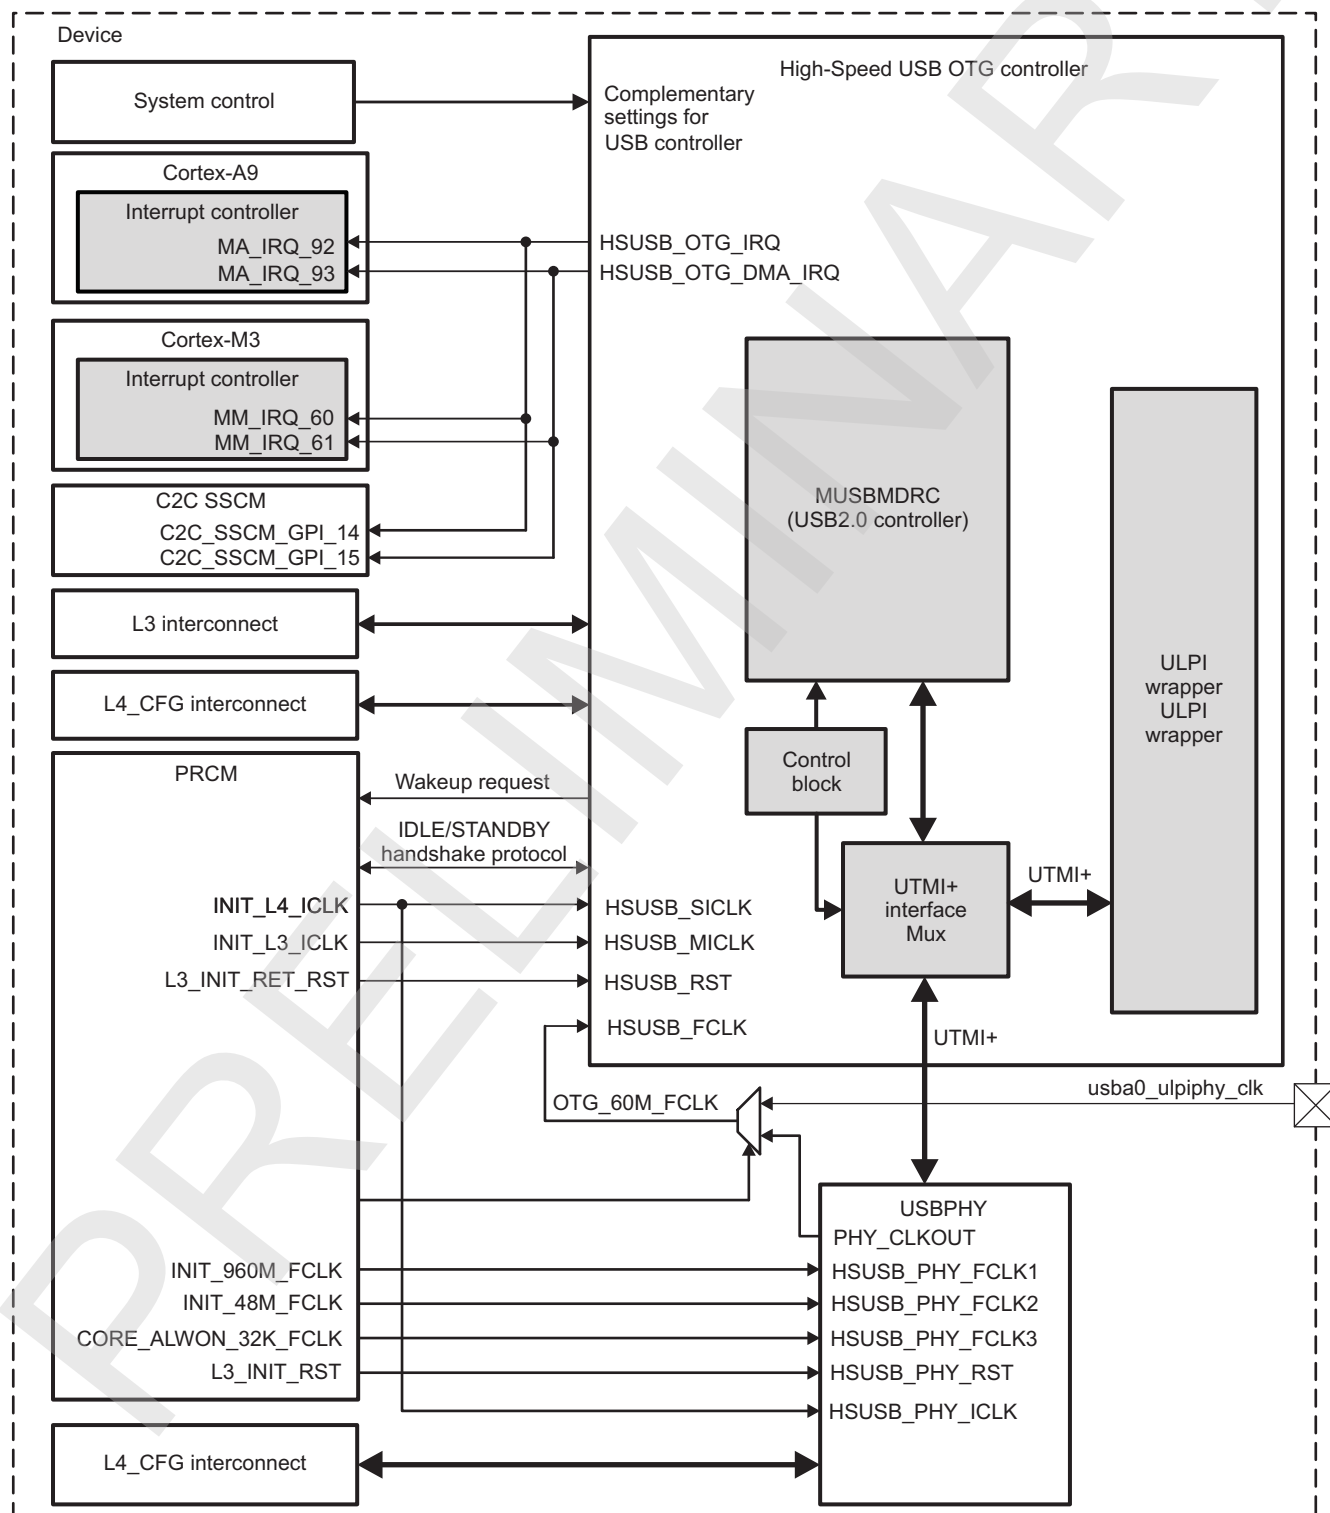 Device
High-Speed USB OTG controller
System control
Complementary
settings for
USB controller
Cortex-A9
Interrupt controller
MA_IRQ_92
MA_IRQ_93
HSUSB_OTG_IRQ
HSUSB_OTG_DMA_IRQ
Cortex-M3
Interrupt controller
MM_IRQ_60
MM_IRQ_61
C2C SSCM
C2C_SSCM_GPI_14
C2C_SSCM_GPI_15
MUSBMDRC
(USB2.0 controller)
L3 interconnect
L4_CFG interconnect
ULPI
wrapper
ULPI
wrapper
Control
block
PRCM
Wakeup request
IDLE/STANDBY
handshake protocol
UTMI+
interface
Mux
UTMI+
INIT_L4_ICLK
HSUSB_SICLK
INIT_L3_ICLK
HSUSB_MICLK
L3_INIT_RET_RST
HSUSB_RST
HSUSB_FCLK
UTMI+
OTG_60M_FCLK
usba0_ulpiphy_clk
USBPHY
PHY_CLKOUT
INIT_960M_FCLK
HSUSB_PHY_FCLK1
INIT_48M_FCLK
HSUSB_PHY_FCLK2
CORE_ALWON_32K_FCLK
HSUSB_PHY_FCLK3
L3_INIT_RST
HSUSB_PHY_RST
HSUSB_PHY_ICLK
L4_CFG interconnect
PRELIMINAR